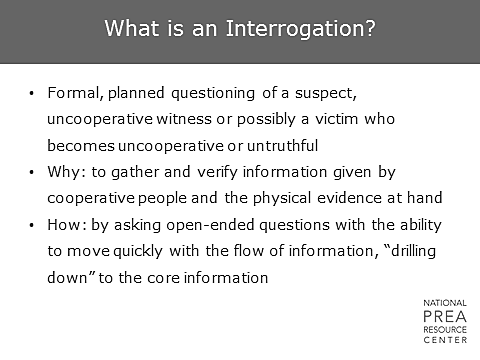 What is an Interrogation?
• Formal, planned questioning of a suspect,
uncooperative witness or possibly a victim who
becomes uncooperative or untruthful
• Why: to gather and verify information given by
cooperative people and the physical evidence at hand
• How: by asking open-ended questions with the ability
to move quickly with the flow of information, “drilling
down” to the core information
NATIONAL
PREA
RESOURCE
CENTER